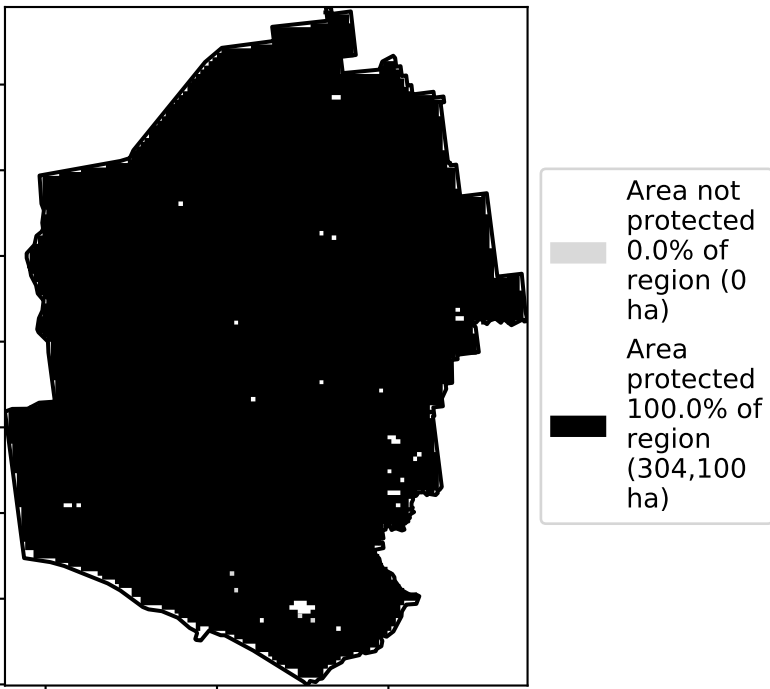 Area not
protected
0.0% of
region (0
ha)
Area
protected
100.0% of
region
(304,100
ha)